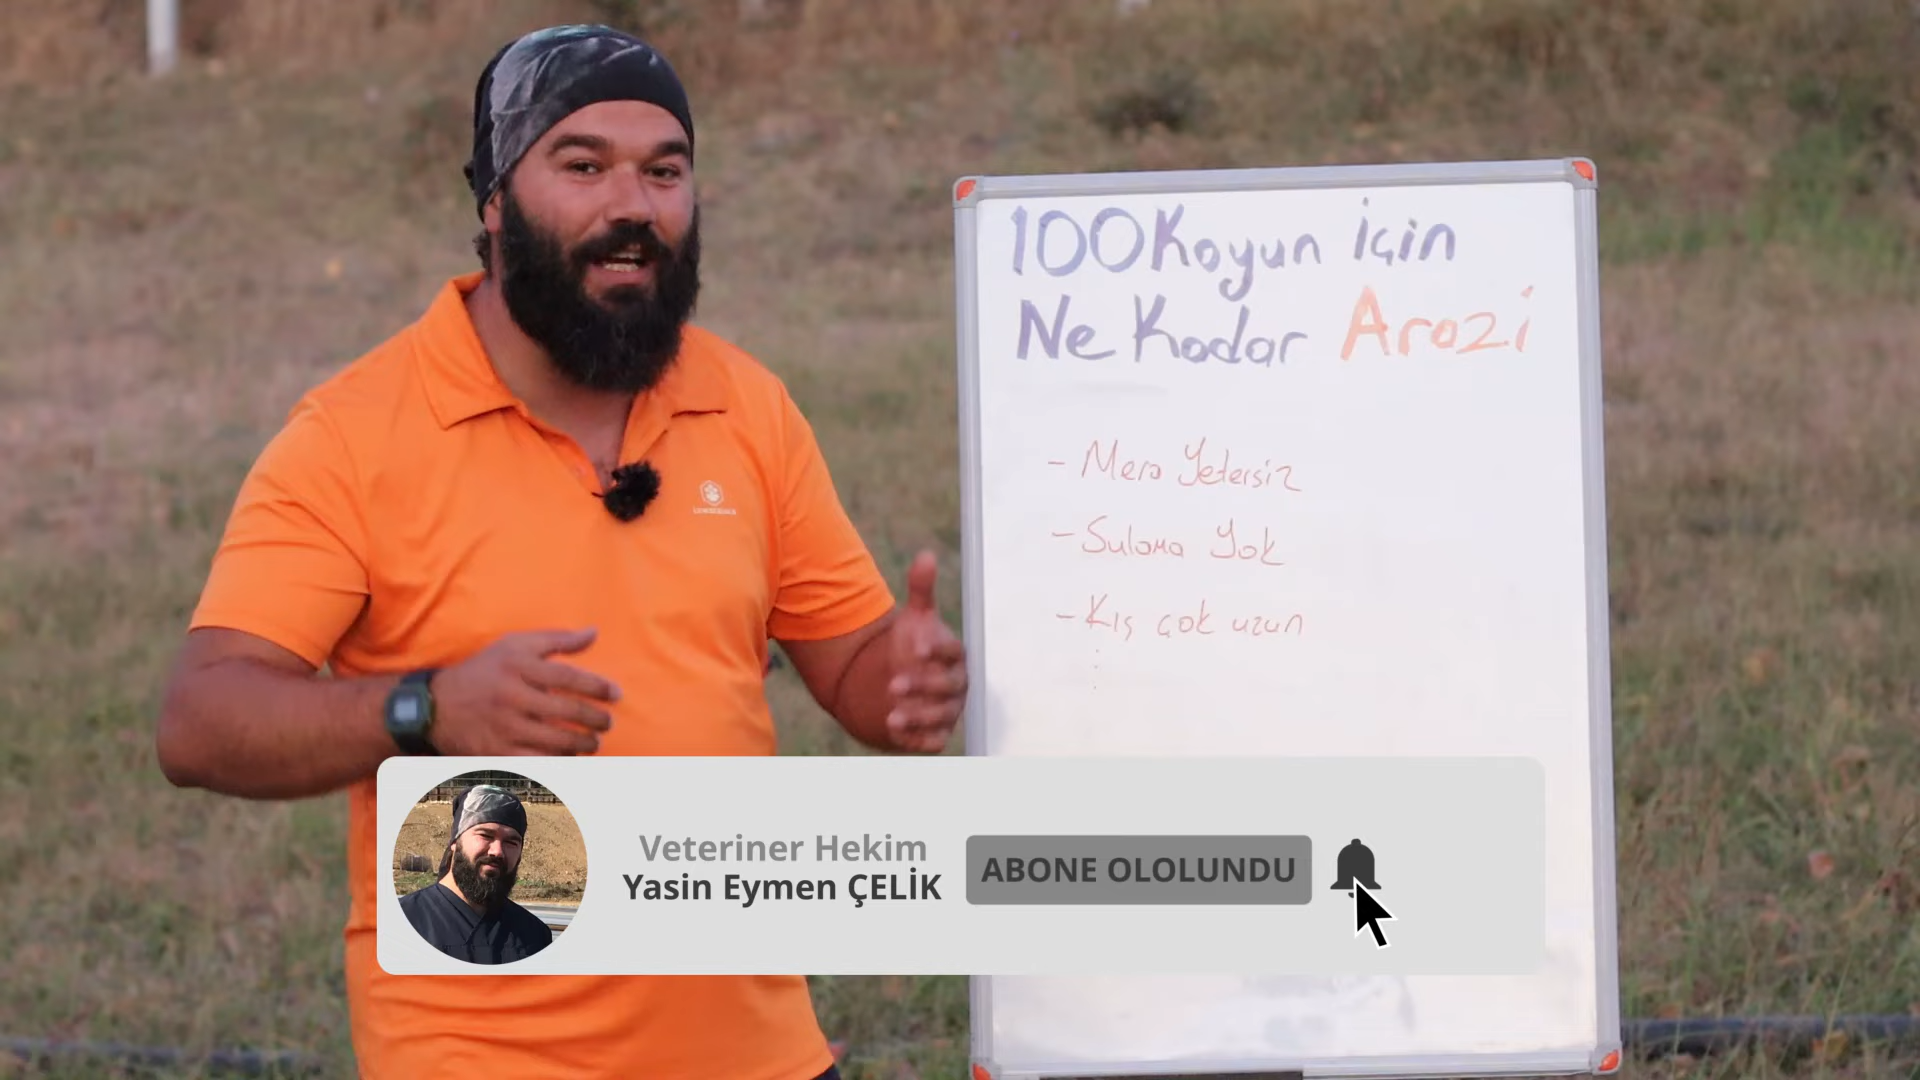 100 Koyun İçin
Ne Kadar Arazi
- Mera Yetersiz
- Sulama Yok
- Kış çok uzun
Veteriner Hekim
Yasin Eymen ÇELİK
ABONE OLOLUNDU